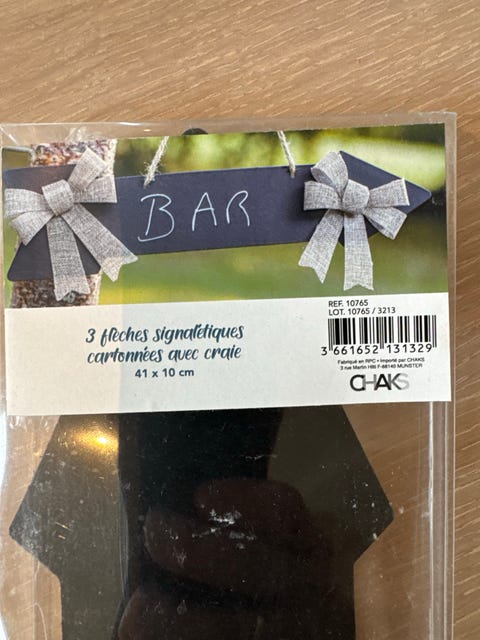 BAR
3 flèches signalétiques
cartonnées avec craie
41 x 10 cm
REF. 10765
LOT. 10765 / 3213
3 661652 131329
Fabriqué en RPC • Importé par CHAKS
3 rue Martin Hilti F-68140 MUNSTER
CHAKS